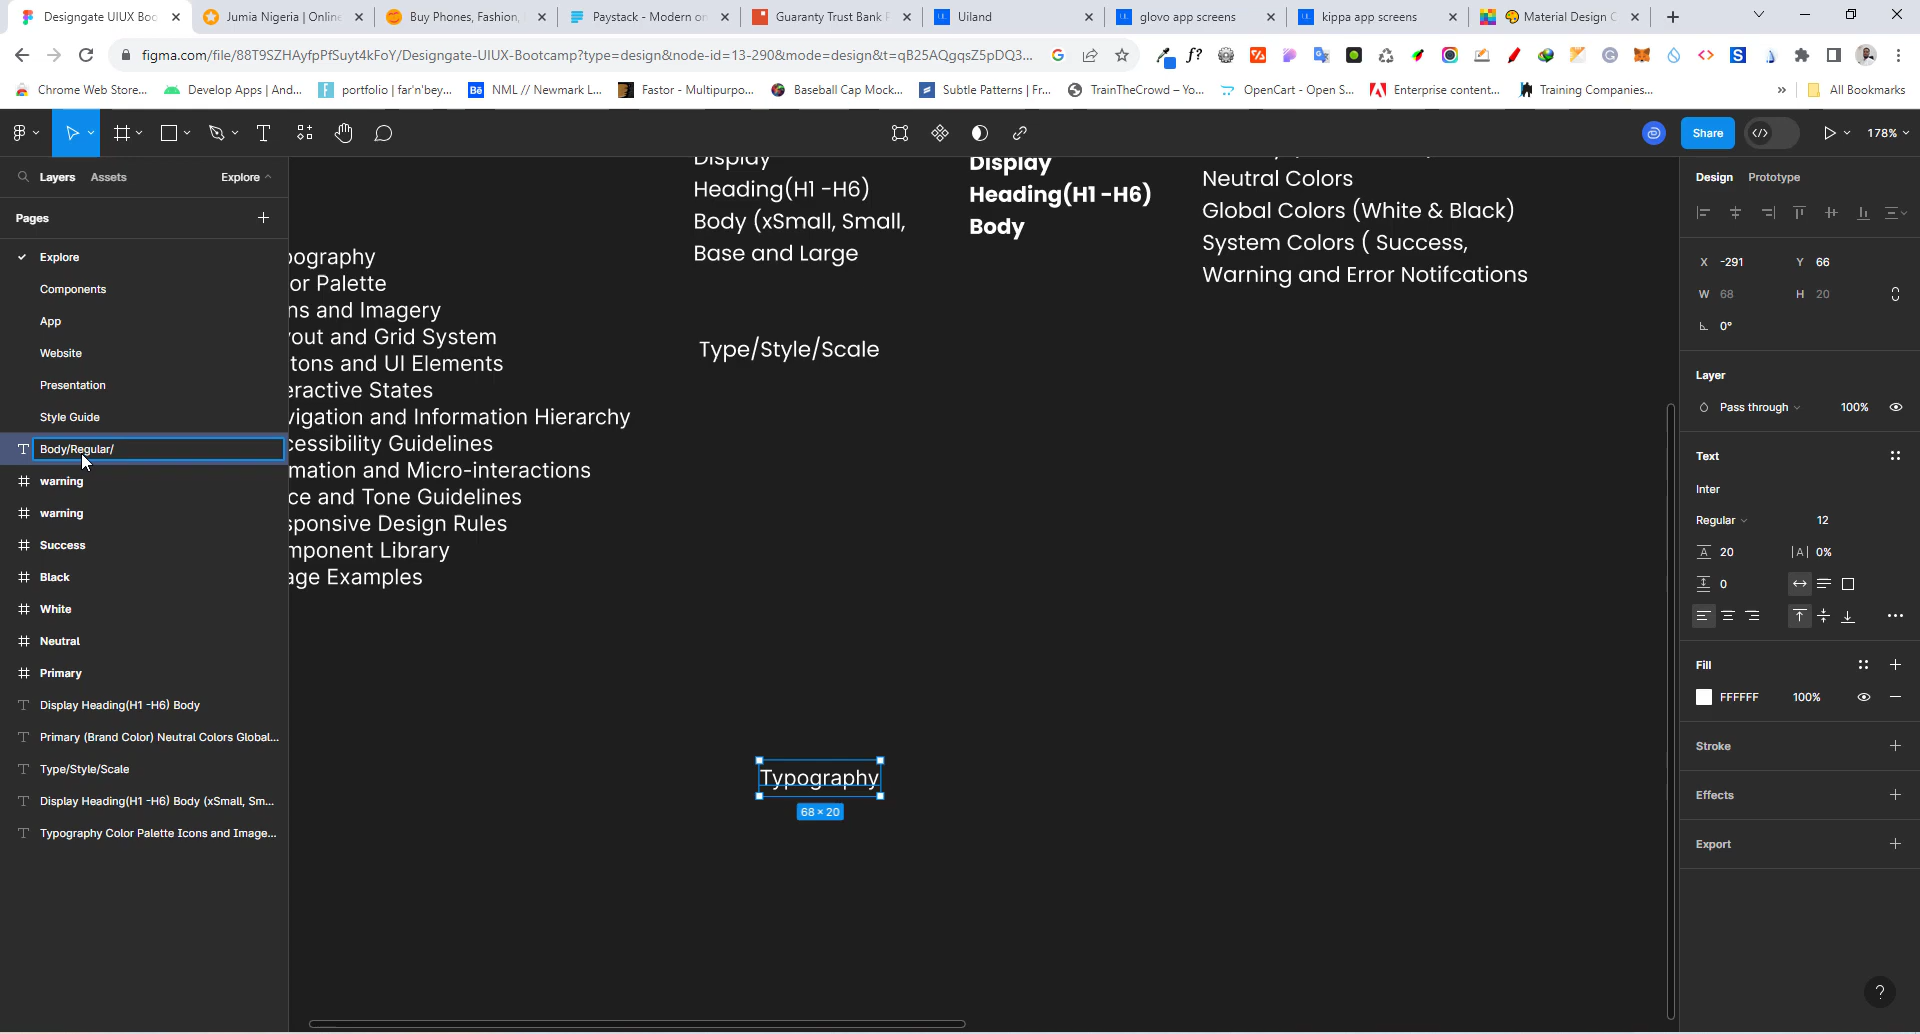 Designgate UIUX Boo
Jumia Nigeria | Online
Buy Phones, Fashion,
Paystack - Modern on
Guaranty Trust Bank P
Uiland
glovo app screens
kippa app screens
Material Design C
figma.com/file/88T9SZHAyfpPfSuyt4kFoY/Designgate-UIUX-Bootcamp?type=design&node-id=13-290&mode=design&t=qB25AQgqsZ5pDQ3...
Chrome Web Store...
Develop Apps | And...
portfolio | far'n'bey...
NML // Newmark L...
Fastor - Multipurpo...
Baseball Cap Mock...
Subtle Patterns | Fr...
TrainTheCrowd – Yo...
OpenCart - Open S...
Enterprise content...
Training Companies...
All Bookmarks
Share
178%
Layers
Assets
Explore
Pages
Explore
Components
App
Website
Presentation
Style Guide
Body/Regular/
warning
warning
Success
Black
White
Neutral
Primary
Display Heading(H1 -H6) Body
Primary (Brand Color) Neutral Colors Global...
Type/Style/Scale
Display Heading(H1 -H6) Body (xSmall, Sm...
Typography Color Palette Icons and Image...
pography
or Palette
ns and Imagery
yout and Grid System
tons and UI Elements
eractive States
vigation and Information Hierarchy
cessibility Guidelines
mation and Micro-interactions
ce and Tone Guidelines
sponsive Design Rules
mponent Library
age Examples
Display
Heading(H1 -H6)
Body (xSmall, Small,
Base and Large
Type/Style/Scale
Display
Heading(H1 -H6)
Body
Neutral Colors
Global Colors (White & Black)
System Colors ( Success,
Warning and Error Notifcations
Typography
68 × 20
Design
Prototype
X -291
Y 66
W 68
H 20
0°
Layer
Pass through
100%
Text
Inter
Regular
12
20
0%
0
Fill
FFFFFF
100%
Stroke
Effects
Export
?